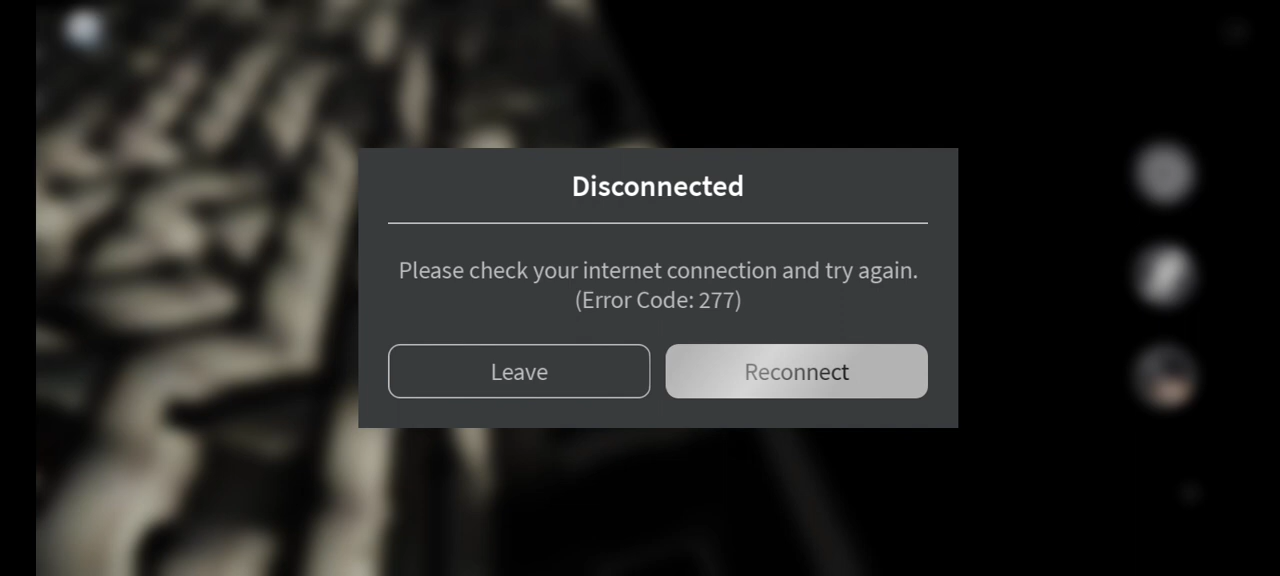 Disconnected
Please check your internet connection and try again.
(Error Code: 277)
Leave
Reconnect